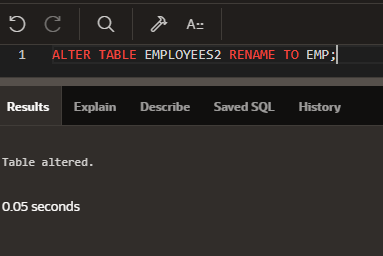 A::
1 ALTER TABLE EMPLOYEES2 RENAME TO EMP;
Results Explain Describe Saved SQL History
Table altered.
0.05 seconds